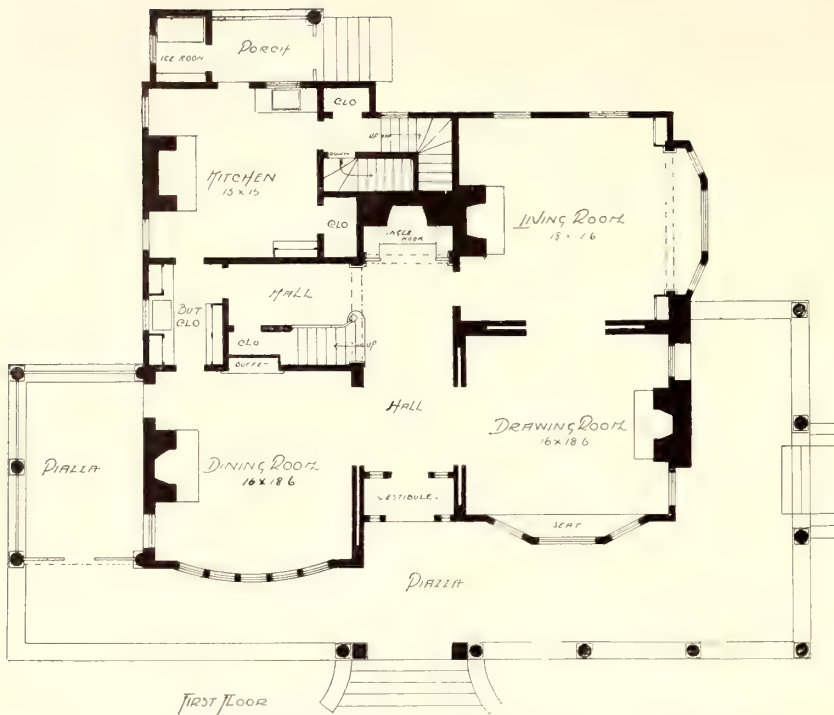 PORCH
ICE ROOM
CLO
UP
DOWN
KITCHEN
15 x 15
CLO
INGLE
NOOK
LIVING ROOM
18 x 26
HALL
BUT
CLO
CLO
UP
BUFFET
HALL
DRAWING ROOM
16 x 18 6
PIAZZA
DINING ROOM
16 x 18 6
VESTIBULE.
SEAT
PIAZZA
FIRST FLOOR